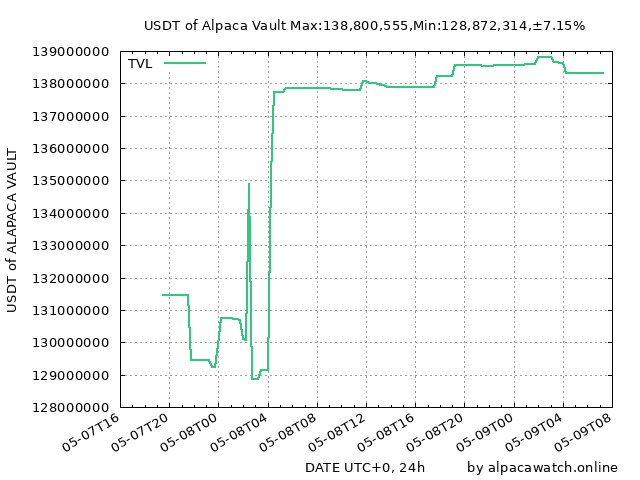 USDT of Alpaca Vault Max:138,800,555,Min:128,872,314,±7.15%
TVL
139000000
138000000
137000000
136000000
135000000
134000000
133000000
132000000
131000000
130000000
129000000
128000000
USDT of ALAPACA VAULT
05-07T16
05-07T20
05-08T00
05-08T04
05-08T08
05-08T12
05-08T16
05-08T20
05-09T00
05-09T04
05-09T08
DATE UTC+0, 24h
by alpacawatch.online